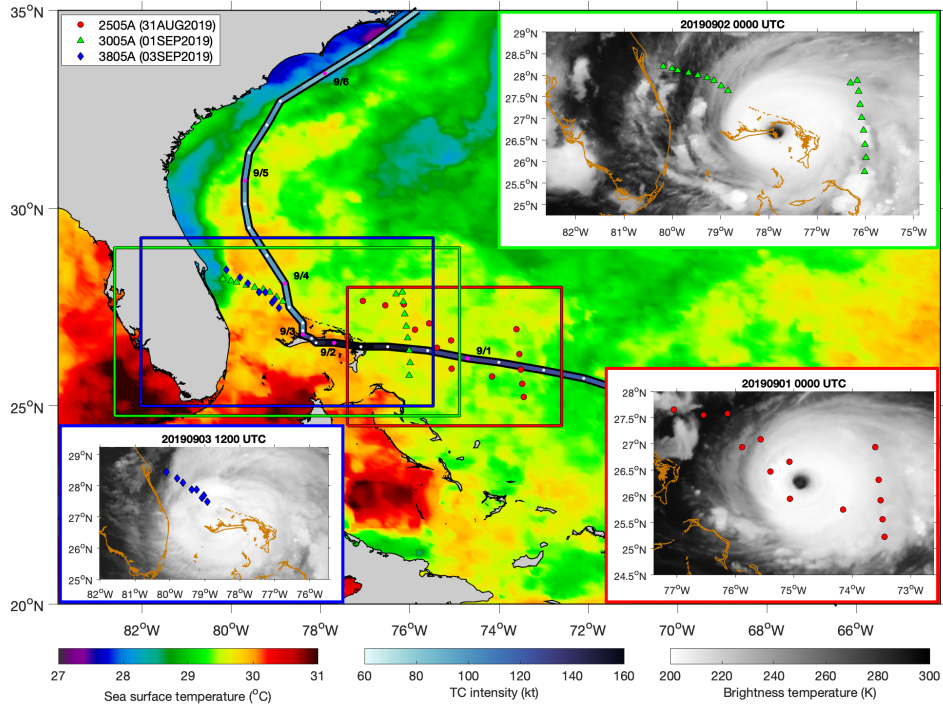 35°N
30°N
25°N
20°N
2505A (31AUG2019)
3005A (01SEP2019)
3805A (03SEP2019)
9/6
9/5
9/4
9/3
9/2
9/1
20190902 0000 UTC
29°N
28.5°N
28°N
27.5°N
27°N
26.5°N
26°N
25.5°N
25°N
82°W 81°W 80°W 79°W 78°W 77°W 76°W 75°W
20190903 1200 UTC
29°N
28°N
27°N
26°N
25°N
82°W 81°W 80°W 79°W 78°W 77°W 76°W
20190901 0000 UTC
28°N
27.5°N
27°N
26.5°N
26°N
25.5°N
25°N
24.5°N
77°W 76°W 75°W 74°W 73°W
82°W 80°W 78°W 76°W 74°W 72°W 70°W 68°W 66°W
27 28 29 30 31
Sea surface temperature (°C)
60 80 100 120 140 160
TC intensity (kt)
200 220 240 260 280 300
Brightness temperature (K)